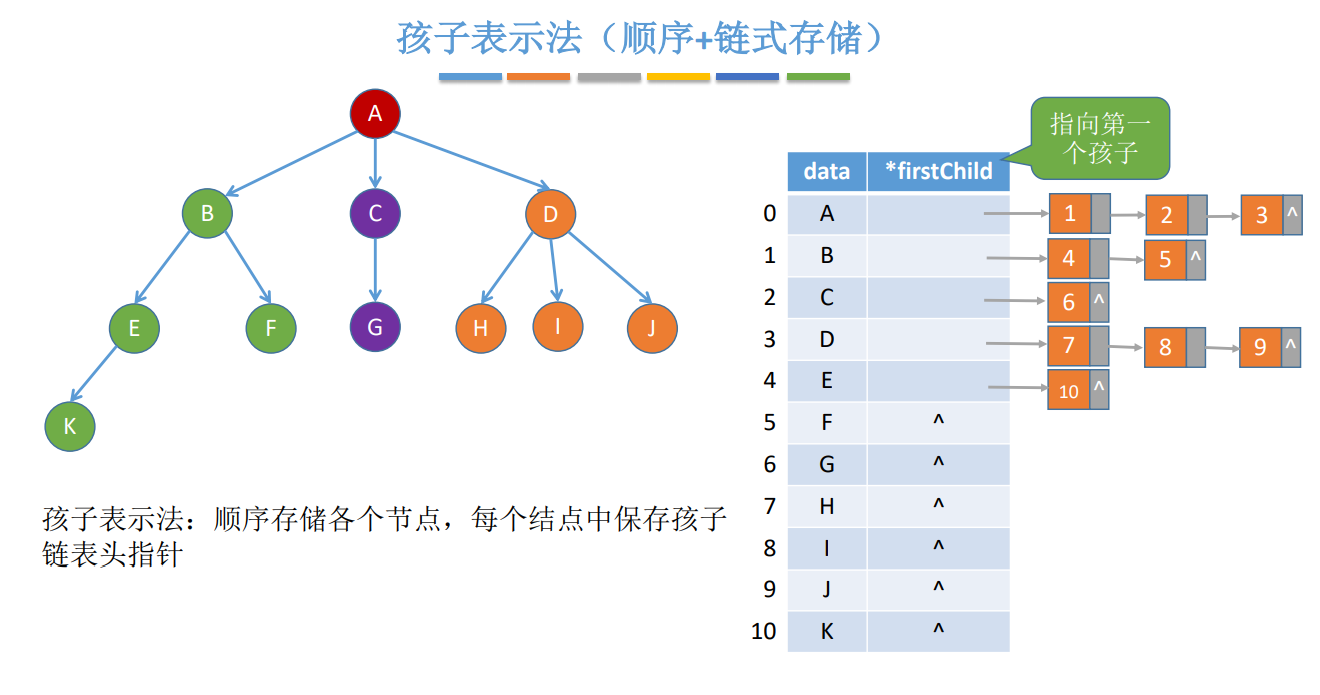 孩子表示法（顺序+链式存储）
A
B
C
D
E
F
G
H
I
J
K
孩子表示法：顺序存储各个节点，每个结点中保存孩子
链表头指针
指向第一
个孩子
data *firstChild
0 A 1 2 3 ^
1 B 4 5 ^
2 C 6 ^
3 D 7 8 9 ^
4 E 10 ^
5 F ^
6 G ^
7 H ^
8 I ^
9 J ^
10 K ^